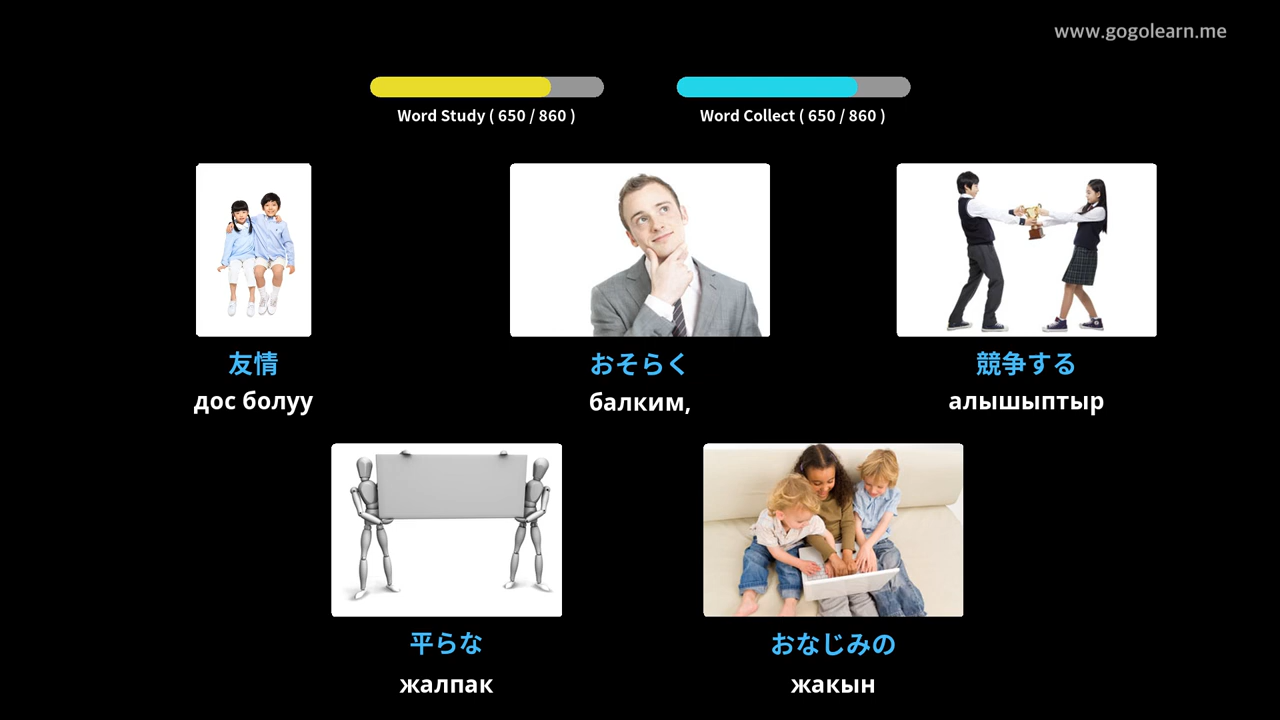 www.gogolearn.me
Word Study ( 650 / 860 )
Word Collect ( 650 / 860 )
友情
дос болуу
おそらく
балким,
競争する
алышыптыр
平らな
жалпак
おなじみの
жакын